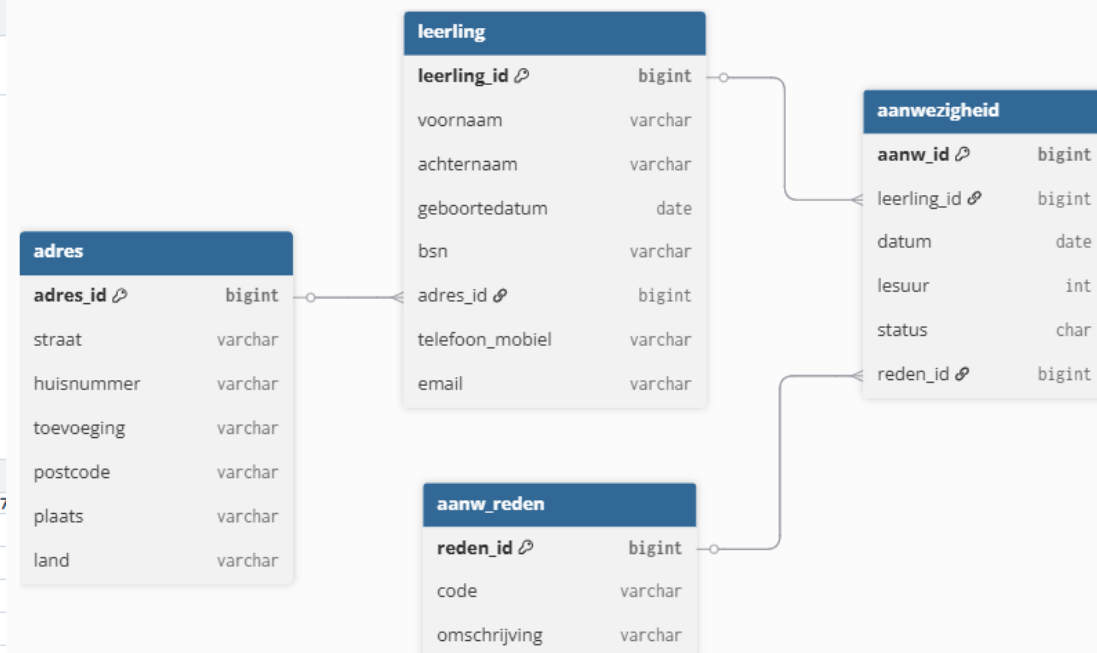 adres
adres_id bigint
straat varchar
huisnummer varchar
toevoeging varchar
postcode varchar
plaats varchar
land varchar
leerling
leerling_id bigint
voornaam varchar
achternaam varchar
geboortedatum date
bsn varchar
adres_id bigint
telefoon_mobiel varchar
email varchar
aanw_reden
reden_id bigint
code varchar
omschrijving varchar
aanwezigheid
aanw_id bigint
leerling_id bigint
datum date
lesuur int
status char
reden_id bigint